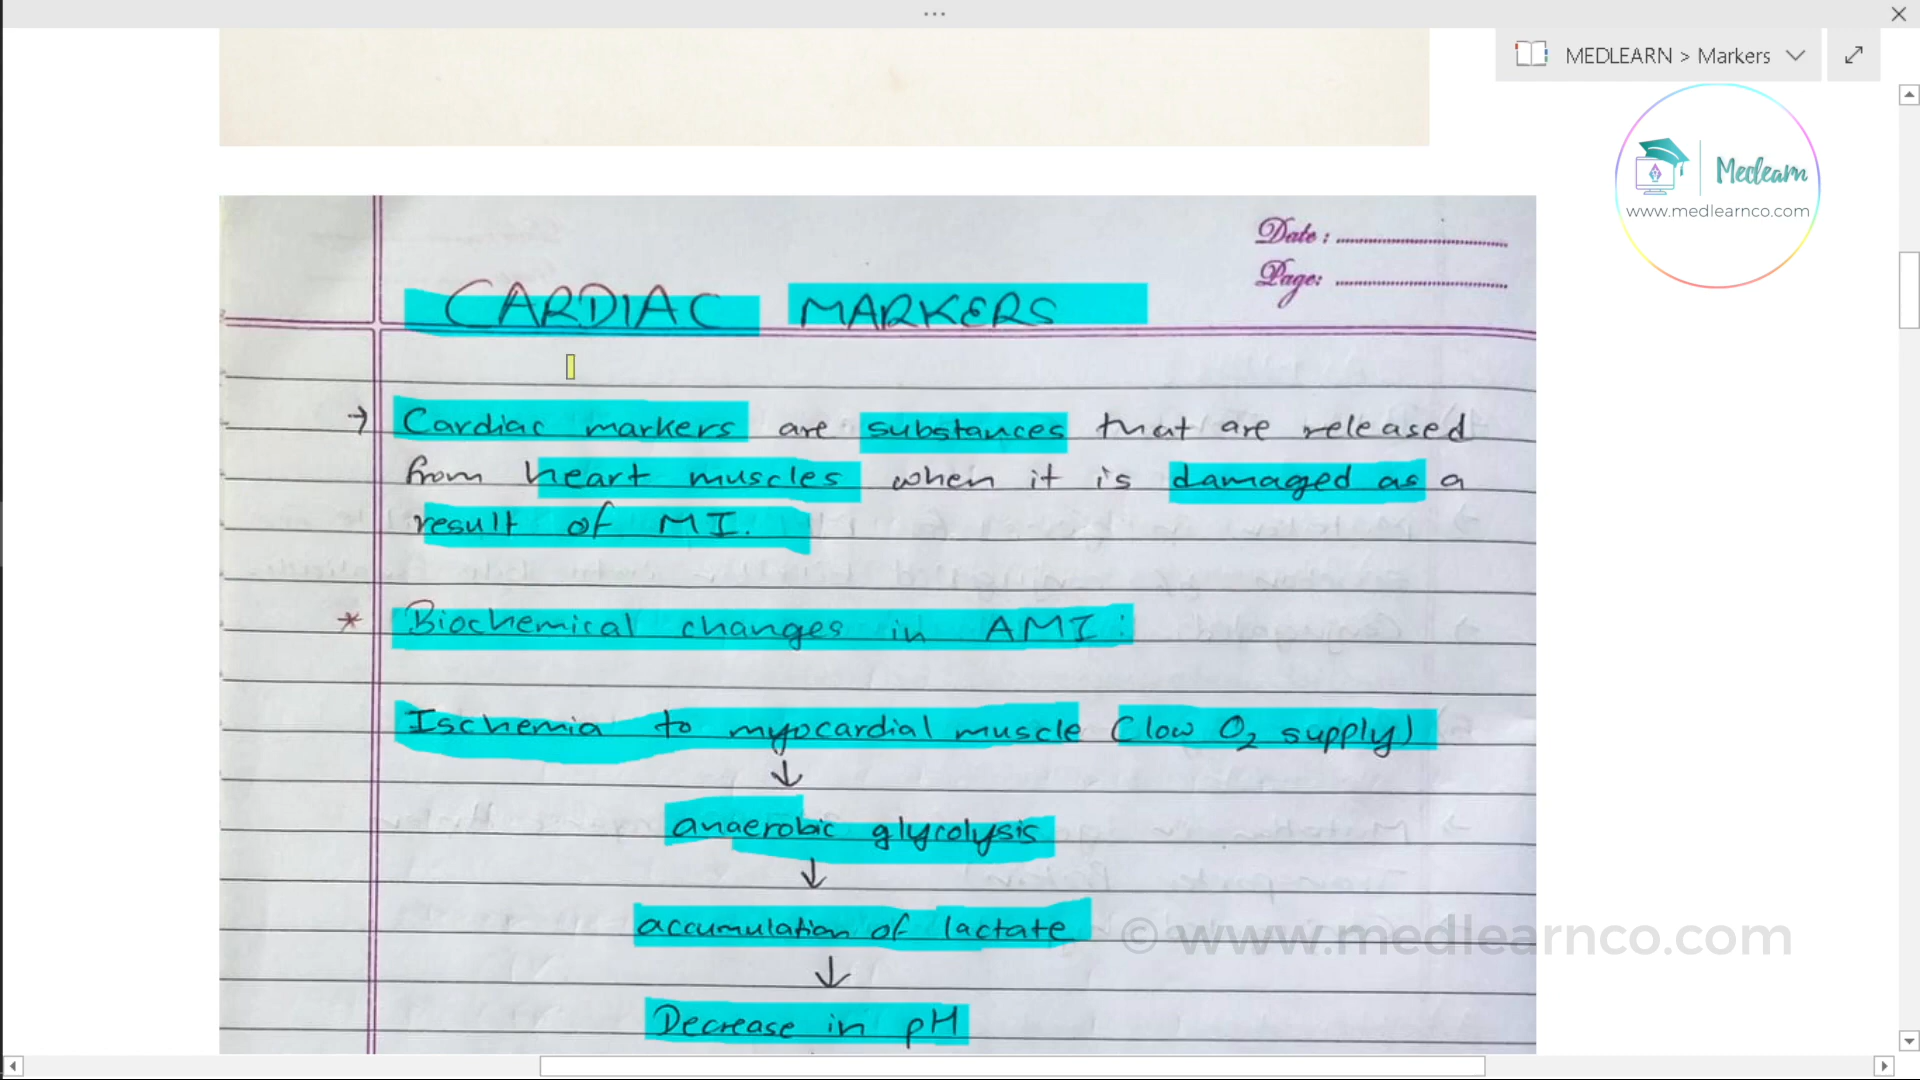 MEDLEARN > Markers
Medlearn
www.medlearnco.com
Date :
Page:
CARDIAC MARKERS
→ Cardiac markers are substances that are released
from heart muscles when it is damaged as a
result of MI.
* Biochemical changes in AMI:
Ischemia to myocardial muscle (low O₂ supply)
↓
anaerobic glycolysis
↓
accumulation of lactate
© www.medlearnco.com
↓
Decrease in pH